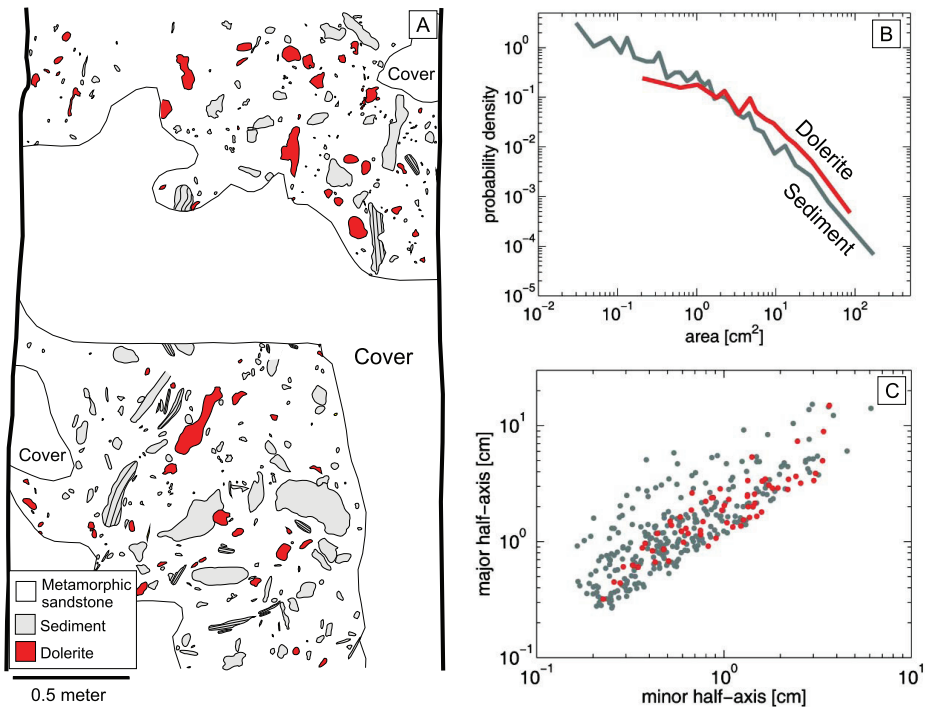 A
Cover
Cover
Cover
Metamorphic
sandstone
Sediment
Dolerite
0.5 meter
B
10^0
10^-1
10^-2
10^-3
10^-4
10^-5
probability density
Dolerite
Sediment
10^-2
10^-1
10^0
10^1
10^2
area [cm^2]
C
10^1
10^0
10^-1
major half-axis [cm]
10^-1
10^0
10^1
minor half-axis [cm]